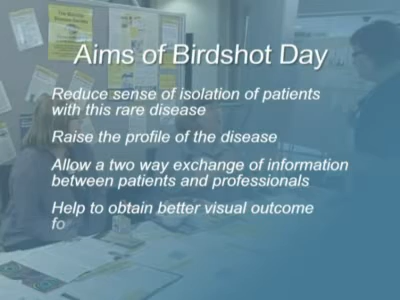 Aims of Birdshot Day
Reduce sense of isolation of patients
with this rare disease
Raise the profile of the disease
Allow a two way exchange of information
between patients and professionals
Help to obtain better visual outcome
fo